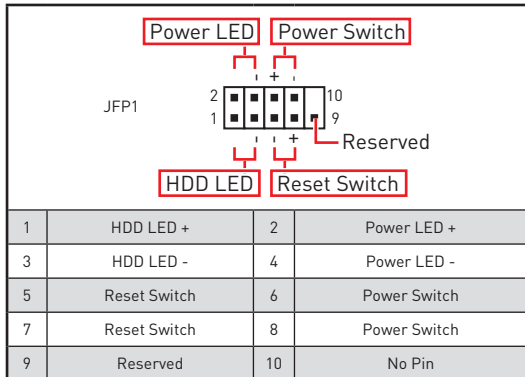 Power LED Power Switch
- + -
JFP1
2 10
1 9
- - +
Reserved
HDD LED Reset Switch
1 HDD LED + 2 Power LED +
3 HDD LED - 4 Power LED -
5 Reset Switch 6 Power Switch
7 Reset Switch 8 Power Switch
9 Reserved 10 No Pin